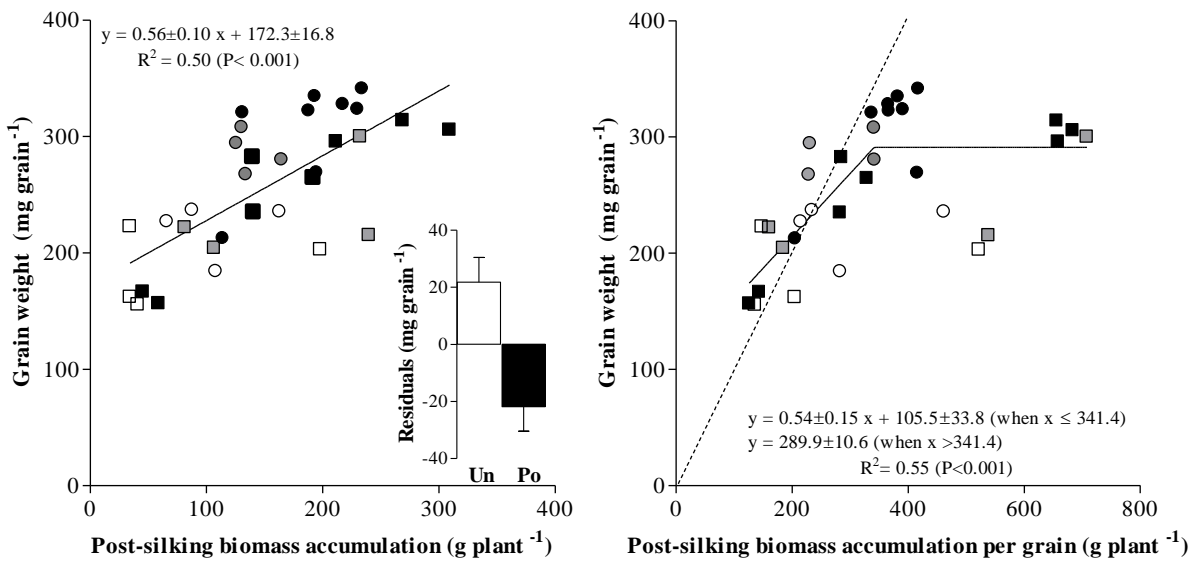 y = 0.56±0.10 x + 172.3±16.8
R² = 0.50 (P< 0.001)
400
300
200
100
0
Grain weight (mg grain⁻¹)
0 100 200 300 400
Post-silking biomass accumulation (g plant ⁻¹)
40
20
0
-20
-40
Residuals (mg grain⁻¹)
Un Po
400
300
200
100
0
Grain weight (mg grain⁻¹)
y = 0.54±0.15 x + 105.5±33.8 (when x ≤ 341.4)
y = 289.9±10.6 (when x >341.4)
R²= 0.55 (P<0.001)
0 200 400 600 800
Post-silking biomass accumulation per grain (g plant ⁻¹)